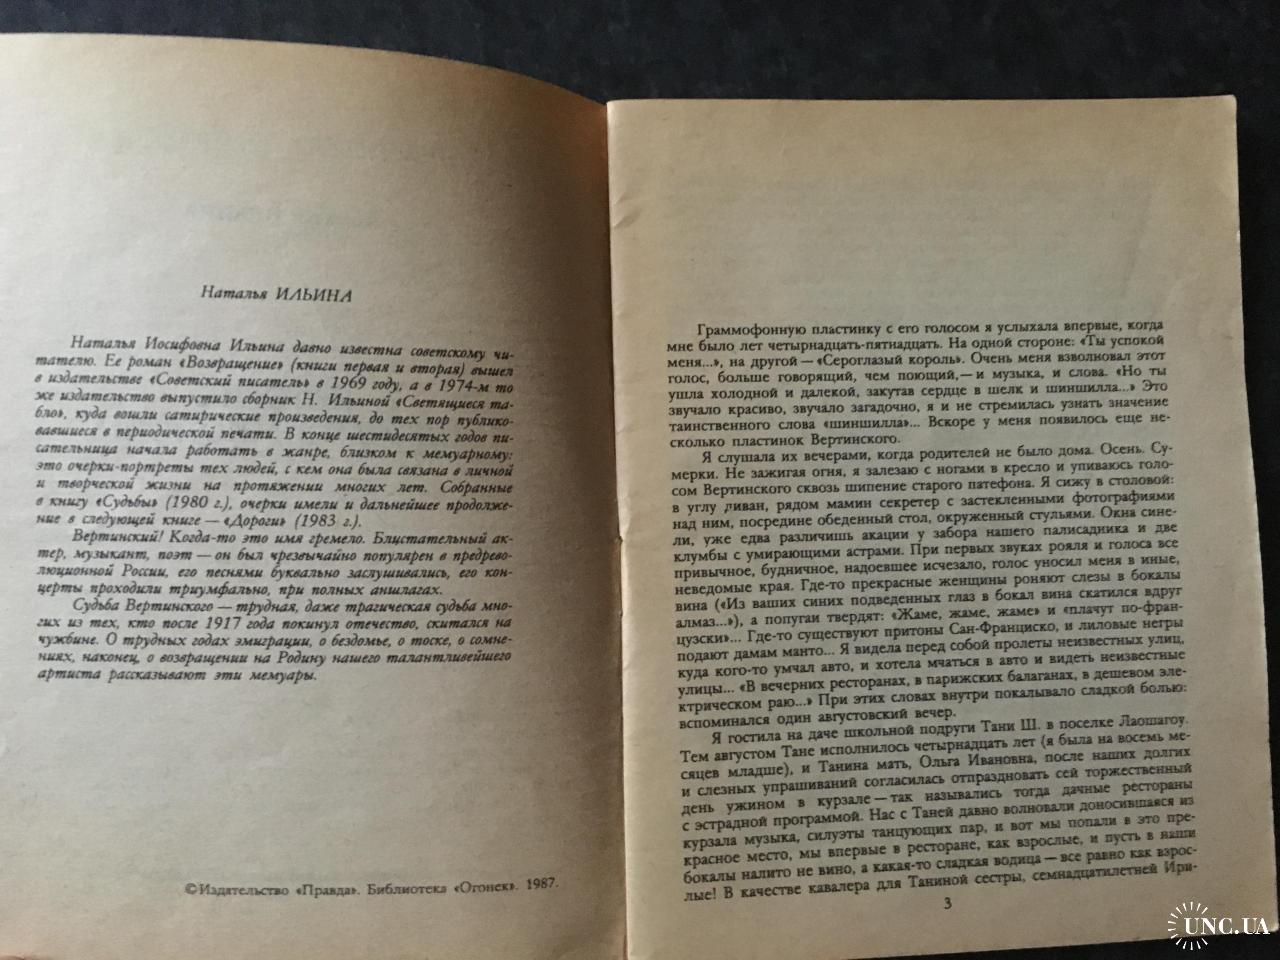 Наталья ИЛЬИНА
Наталья Иосифовна Ильина давно известна советскому чи-
тателю. Ее роман «Возвращение» (книги первая и вторая) вышел
в издательстве «Советский писатель» в 1969 году, а в 1974-м то
же издательство выпустило сборник Н. Ильиной «Светящиеся та-
бло», куда вошли сатирические произведения, до тех пор публико-
вавшиеся в периодической печати. В конце шестидесятых годов пи-
сательница начала работать в жанре, близком к мемуарному:
это очерки-портреты тех людей, с кем она была связана в личной
и творческой жизни на протяжении многих лет. Собранные
в книгу «Судьбы» (1980 г.), очерки имели и дальнейшее продолже-
ние в следующей книге — «Дороги» (1983 г.).
Вертинский! Когда-то это имя гремело. Блистательный ак-
тер, музыкант, поэт — он был чрезвычайно популярен в предрево-
люционной России, его песнями буквально заслушивались, его кон-
церты проходили триумфально, при полных аншлагах.
Судьба Вертинского — трудная, даже трагическая судьба мно-
гих из тех, кто после 1917 года покинул отечество, скитался на
чужбине. О трудных годах эмиграции, о бездомье, о тоске, о сомне-
ниях, наконец, о возвращении на Родину нашего талантливейшего
артиста рассказывают эти мемуары.
©Издательство «Правда». Библиотека «Огонек». 1987.
Граммофонную пластинку с его голосом я услыхала впервые, когда
мне было лет четырнадцать-пятнадцать. На одной стороне: «Ты успокой
меня...», на другой — «Сероглазый король». Очень меня взволновал этот
голос, больше говорящий, чем поющий,— и музыка, и слова. «Но ты
ушла холодной и далекой, закутав сердце в шелк и шиншилла...» Это
звучало красиво, звучало загадочно, я и не стремилась узнать значение
таинственного слова «шиншилла»... Вскоре у меня появилось еще не-
сколько пластинок Вертинского.
Я слушала их вечерами, когда родителей не было дома. Осень. Су-
мерки. Не зажигая огня, я залезаю с ногами в кресло и упиваюсь голо-
сом Вертинского сквозь шипение старого патефона. Я сижу в столовой:
в углу диван, рядом мамин секретер с застекленными фотографиями
над ним, посредине обеденный стол, окруженный стульями. Окна сине-
ли, уже едва различишь акации у забора нашего палисадника и две
клумбы с умирающими астрами. При первых звуках рояля и голоса все
привычное, будничное, надоевшее исчезало, голос уносил меня в иные,
неведомые края. Где-то прекрасные женщины роняют слезы в бокалы
вина («Из ваших синих подведенных глаз в бокал вина скатился вдруг
алмаз...»), а попугаи твердят: «Жаме, жаме, жаме» и «плачут по-фран-
цузски»... Где-то существуют притоны Сан-Франциско, и лиловые негры
подают дамам манто... Я видела перед собой пролеты неизвестных улиц,
куда кого-то умчал авто, и хотела мчаться в авто и видеть неизвестные
улицы... «В вечерних ресторанах, в парижских балаганах, в дешевом эле-
ктрическом раю...» При этих словах внутри покалывало сладкой болью:
вспоминался один августовский вечер.
Я гостила на даче школьной подруги Тани Ш. в поселке Лаошагоу.
Тем августом Тане исполнилось четырнадцать лет (я была на восемь ме-
сяцев младше), и Танина мать, Ольга Ивановна, после наших долгих
и слезных упрашиваний согласилась отпраздновать сей торжественный
день ужином в курзале — так назывались тогда дачные рестораны
с эстрадной программой. Нас с Таней давно волновали доносившаяся из
курзала музыка, силуэты танцующих пар, и вот мы попали в это пре-
красное место, мы впервые в ресторане, как взрослые, и пусть в наши
бокалы налито не вино, а какая-то сладкая водица — все равно как взрос-
лые! В качестве кавалера для Таниной сестры, семнадцатилетней Ири-
3
UNC.UA